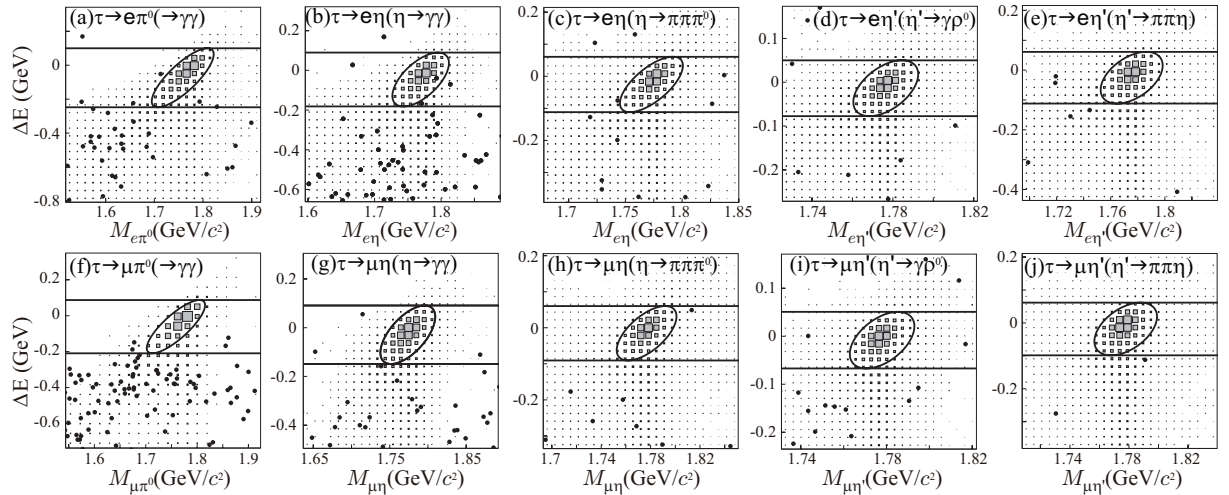 (a)τ→eπ⁰(→γγ)
(b)τ→eη(η→γγ)
(c)τ→eη(η→πππ⁰)
(d)τ→eη'(η'→γρ⁰)
(e)τ→eη'(η'→ππη)
ΔE (GeV)
0
-0.4
-0.8
1.6 1.7 1.8 1.9
M_eπ⁰(GeV/c²)
0.2
0
-0.2
-0.4
-0.6
1.6 1.7 1.8
M_eη(GeV/c²)
0.2
0
-0.2
1.7 1.75 1.8 1.85
M_eη(GeV/c²)
0.1
0
-0.1
-0.2
1.74 1.78 1.82
M_eη'(GeV/c²)
0.2
0
-0.2
-0.4
1.72 1.76 1.8
M_eη'(GeV/c²)
(f)τ→μπ⁰(→γγ)
(g)τ→μη(η→γγ)
(h)τ→μη(η→πππ⁰)
(i)τ→μη'(η'→γρ⁰)
(j)τ→μη'(η'→ππη)
ΔE (GeV)
0.2
0
-0.2
-0.4
-0.6
1.6 1.7 1.8 1.9
M_μπ⁰(GeV/c²)
0.2
0
-0.2
-0.4
1.65 1.75 1.85
M_μη(GeV/c²)
0.2
0
-0.2
1.7 1.74 1.78 1.82
M_μη(GeV/c²)
0.1
0
-0.1
-0.2
1.74 1.78 1.82
M_μη'(GeV/c²)
0.2
0
-0.2
1.7 1.74 1.78 1.82
M_μη'(GeV/c²)